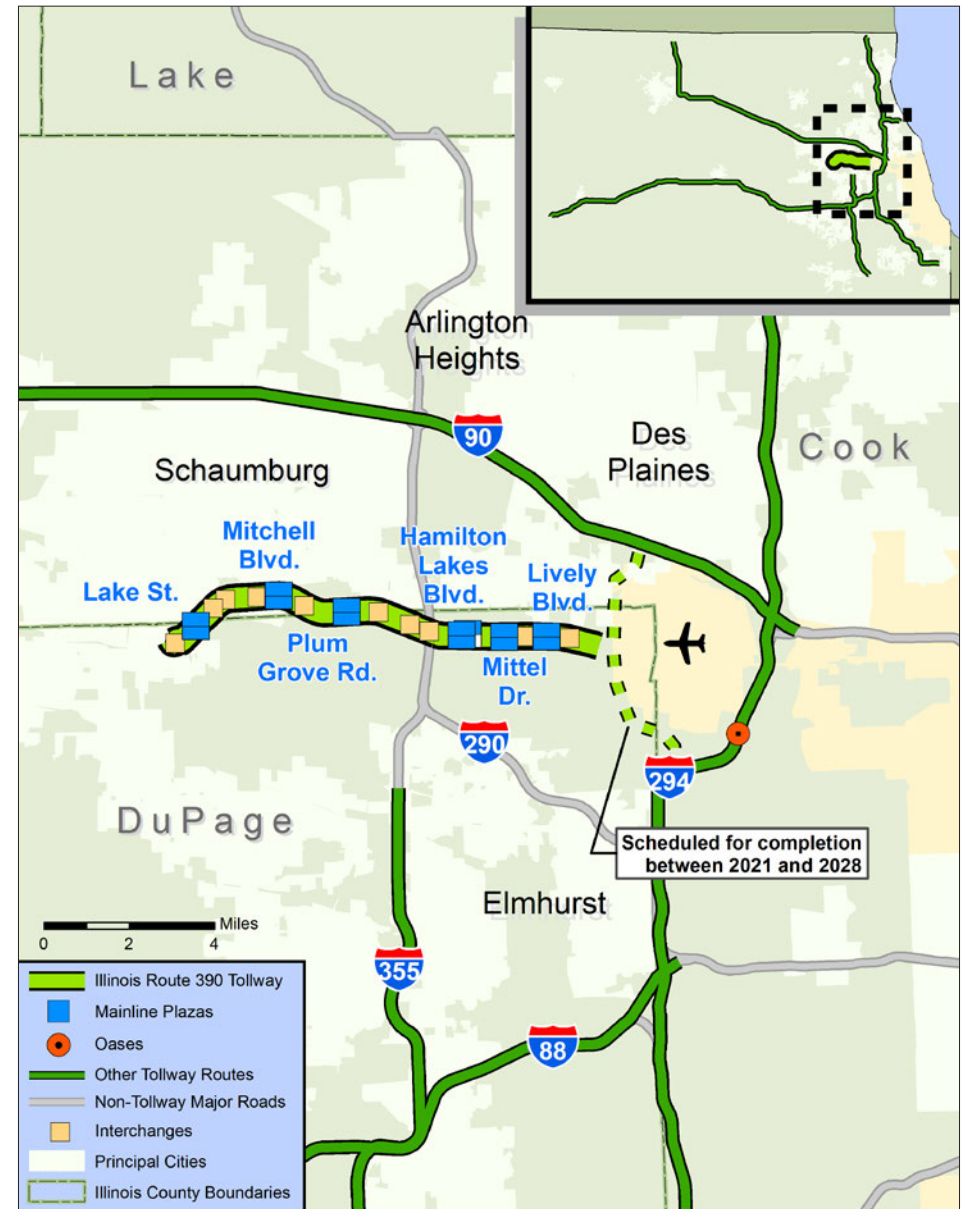 Lake
Arlington
Heights
90
Des
Plaines
Cook
Schaumburg
Mitchell
Blvd.
Hamilton
Lakes
Blvd.
Lively
Blvd.
Lake St.
Plum
Grove Rd.
Mittel
Dr.
290
294
DuPage
Scheduled for completion
between 2021 and 2028
Elmhurst
Miles
0 2 4
355
88
Illinois Route 390 Tollway
Mainline Plazas
Oases
Other Tollway Routes
Non-Tollway Major Roads
Interchanges
Principal Cities
Illinois County Boundaries